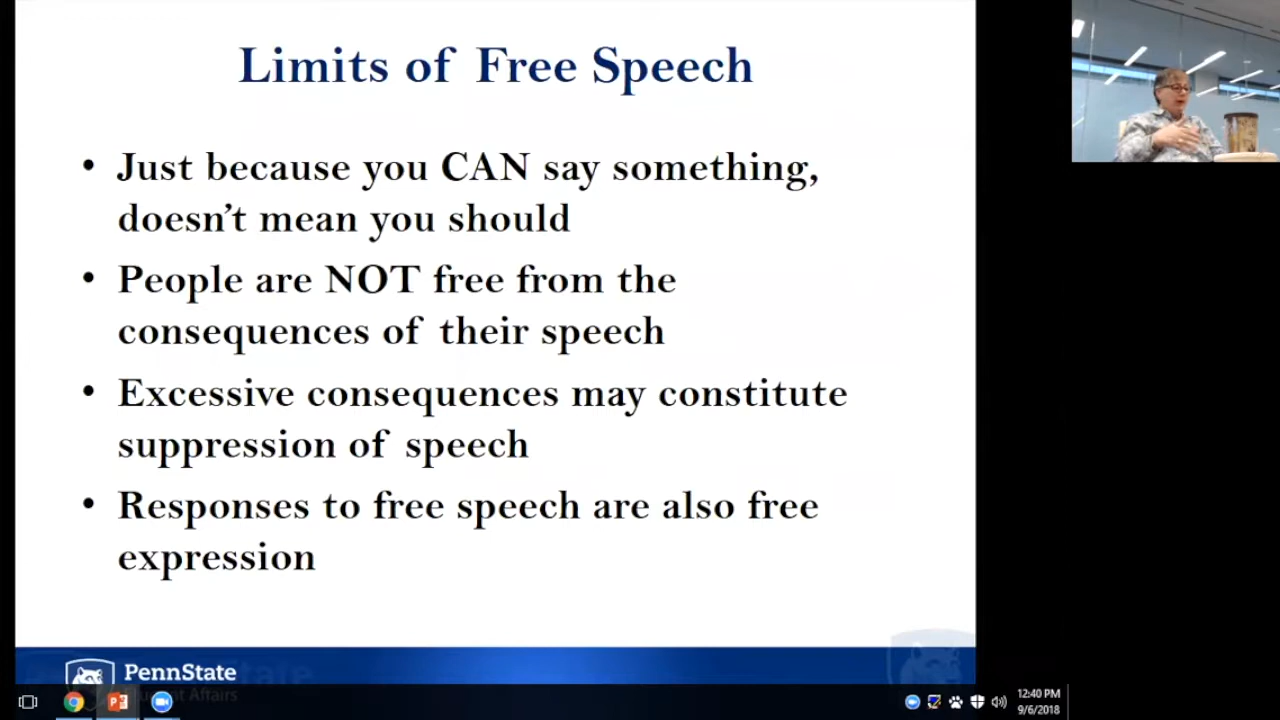 Limits of Free Speech
• Just because you CAN say something,
doesn't mean you should
• People are NOT free from the
consequences of their speech
• Excessive consequences may constitute
suppression of speech
• Responses to free speech are also free
expression
PennState
Affairs
12:40 PM
9/6/2018